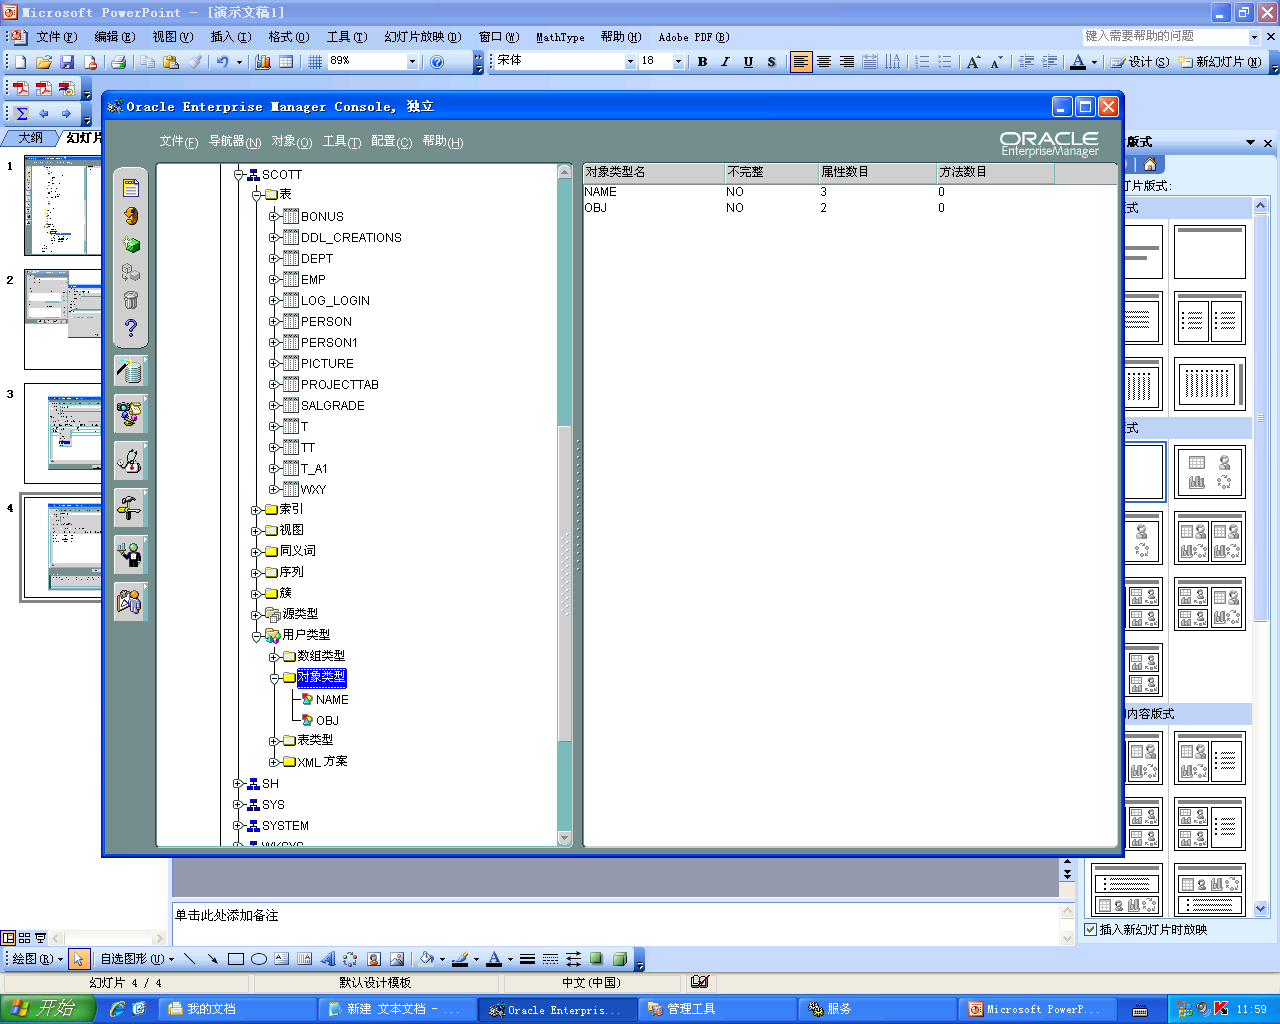 Microsoft PowerPoint - [演示文稿1]
文件(F) 编辑(E) 视图(V) 插入(I) 格式(O) 工具(T) 幻灯片放映(D) 窗口(W) MathType 帮助(H) Adobe PDF(B) 键入需要帮助的问题
89% 宋体 18 B I U S A A A 设计(S) 新幻灯片(N)
大纲 幻灯片
1
2
3
4
Oracle Enterprise Manager Console, 独立
文件(F) 导航器(N) 对象(O) 工具(T) 配置(C) 帮助(H)
ORACLE
EnterpriseManager
SCOTT
表
BONUS
DDL_CREATIONS
DEPT
EMP
LOG_LOGIN
PERSON
PERSON1
PICTURE
PROJECTTAB
SALGRADE
T
TT
T_A1
WXY
索引
视图
同义词
序列
簇
源类型
用户类型
数组类型
对象类型
NAME
OBJ
表类型
XML 方案
SH
SYS
SYSTEM
WKSYS
对象类型名 不完整 属性数目 方法数目
NAME NO 3 0
OBJ NO 2 0
版式
灯片版式:
式
式
内容版式
插入新幻灯片时放映
单击此处添加备注
绘图(R) 自选图形(U) A
幻灯片 4 / 4 默认设计模板 中文(中国)
开始 我的文档 新建 文本文档 - ... Oracle Enterpris... 管理工具 服务 Microsoft PowerP... 11:59